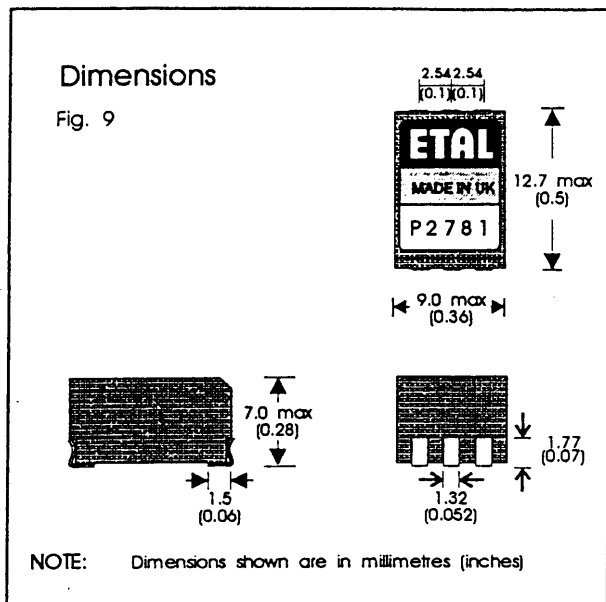 Dimensions
Fig. 9
2.54 2.54
(0.1) (0.1)
ETAL
MADE IN UK
P2781
12.7 max
(0.5)
9.0 max
(0.36)
7.0 max
(0.28)
1.5
(0.06)
1.77
(0.07)
1.32
(0.052)
NOTE: Dimensions shown are in millimetres (inches)